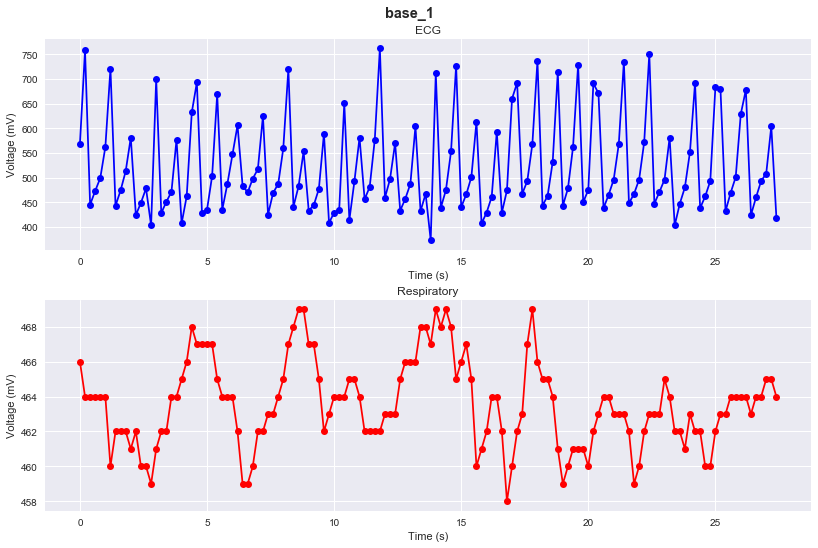 base_1
ECG
Voltage (mV)
750
700
650
600
550
500
450
400
0 5 10 15 20 25
Time (s)
Respiratory
Voltage (mV)
468
466
464
462
460
458
0 5 10 15 20 25
Time (s)